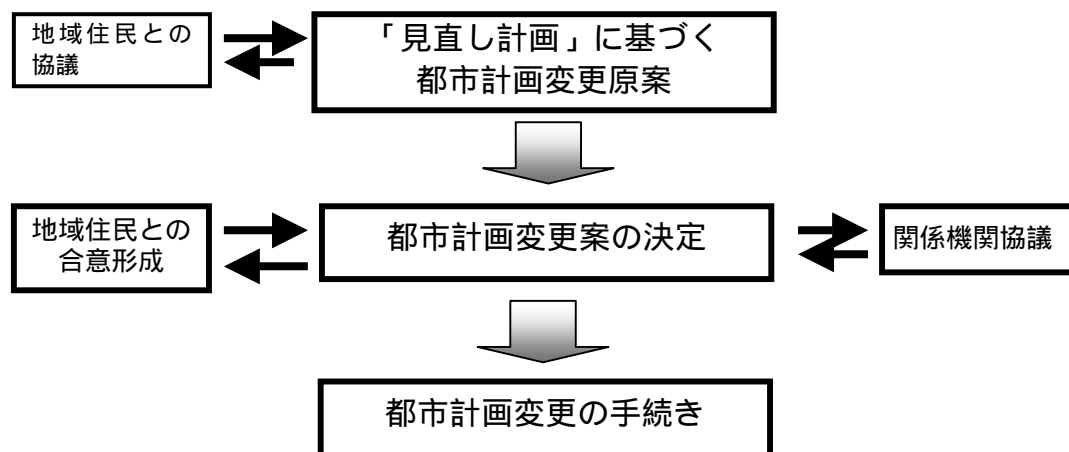 地域住民との
協議
「見直し計画」に基づく
都市計画変更原案
地域住民との
合意形成
都市計画変更案の決定
関係機関協議
都市計画変更の手続き